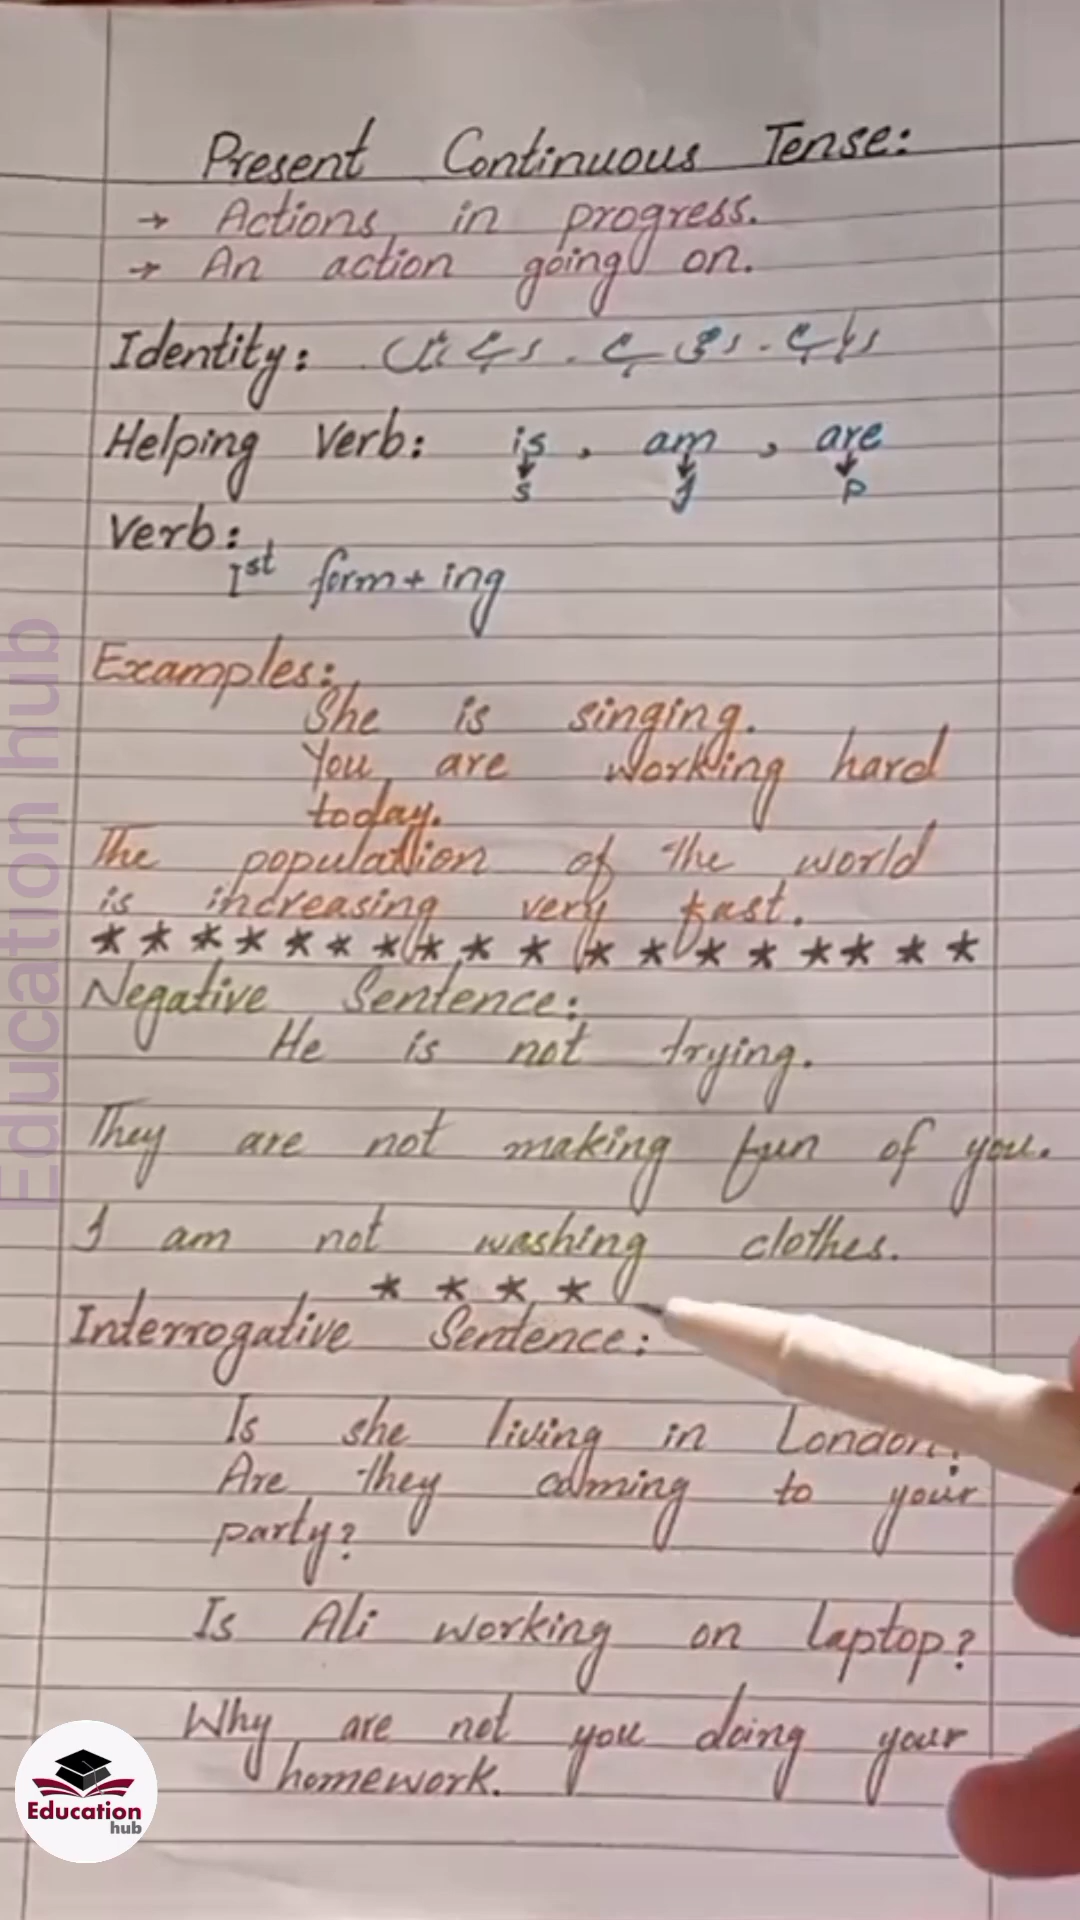 Present Continuous Tense:
→ Actions in progress.
→ An action going on.
Identity: رہا ہے - رہی ہے - رہے ہیں
Helping Verb: is , am , are
s I p
Verb:
1st form + ing
Examples:
She is singing.
You are working hard
today.
The population of the world
is increasing very fast.
* * * * * * * * * * * * * * * * * *
Negative Sentence:
He is not trying.
They are not making fun of you.
I am not washing clothes.
* * * *
Interrogative Sentence:
Is she living in London?
Are they coming to your
party?
Is Ali working on laptop?
Why are not you doing your
homework.
Education hub
Education
hub